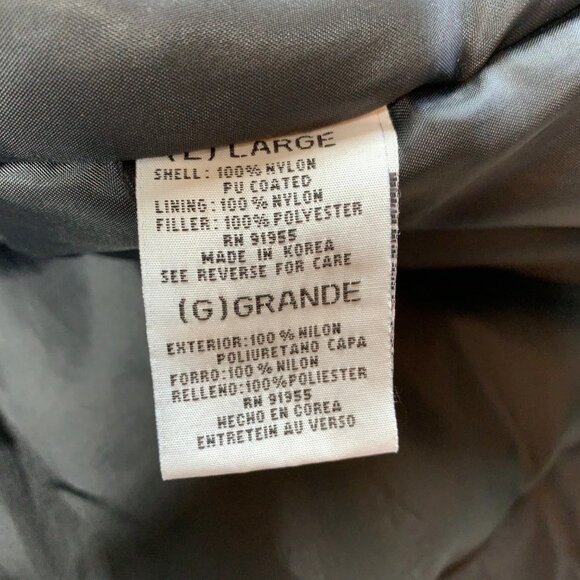 (L) LARGE
SHELL: 100% NYLON
PU COATED
LINING: 100% NYLON
FILLER: 100% POLYESTER
RN 91955
MADE IN KOREA
SEE REVERSE FOR CARE
(G)GRANDE
EXTERIOR:100% NILON
POLIURETANO CAPA
FORRO:100% NILON
RELLENO:100%POLIESTER
RN 91955
HECHO EN COREA
ENTRETEIN AU VERSO